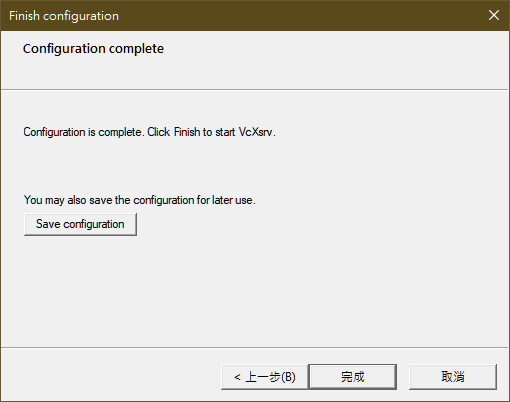 Finish configuration
Configuration complete
Configuration is complete. Click Finish to start VcXsrv.
You may also save the configuration for later use.
Save configuration
< 上一步(B)
完成
取消